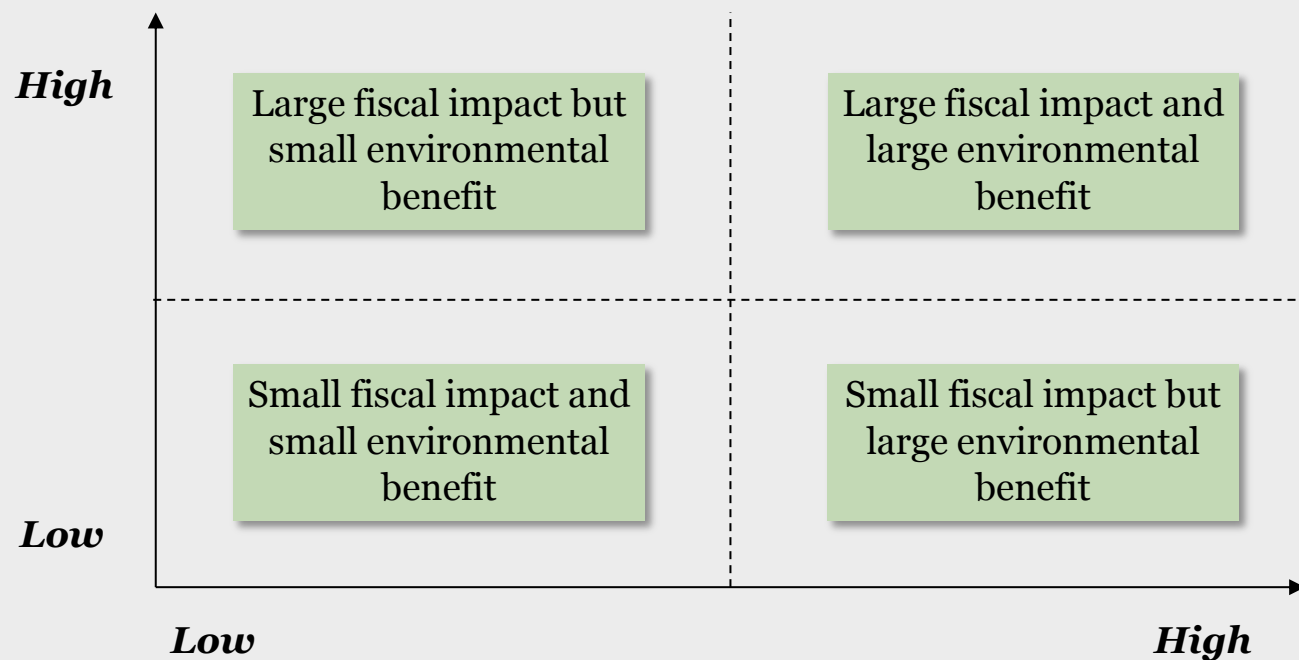 High
Large fiscal impact but
small environmental
benefit
Large fiscal impact and
large environmental
benefit
Small fiscal impact and
small environmental
benefit
Small fiscal impact but
large environmental
benefit
Low
Low
High